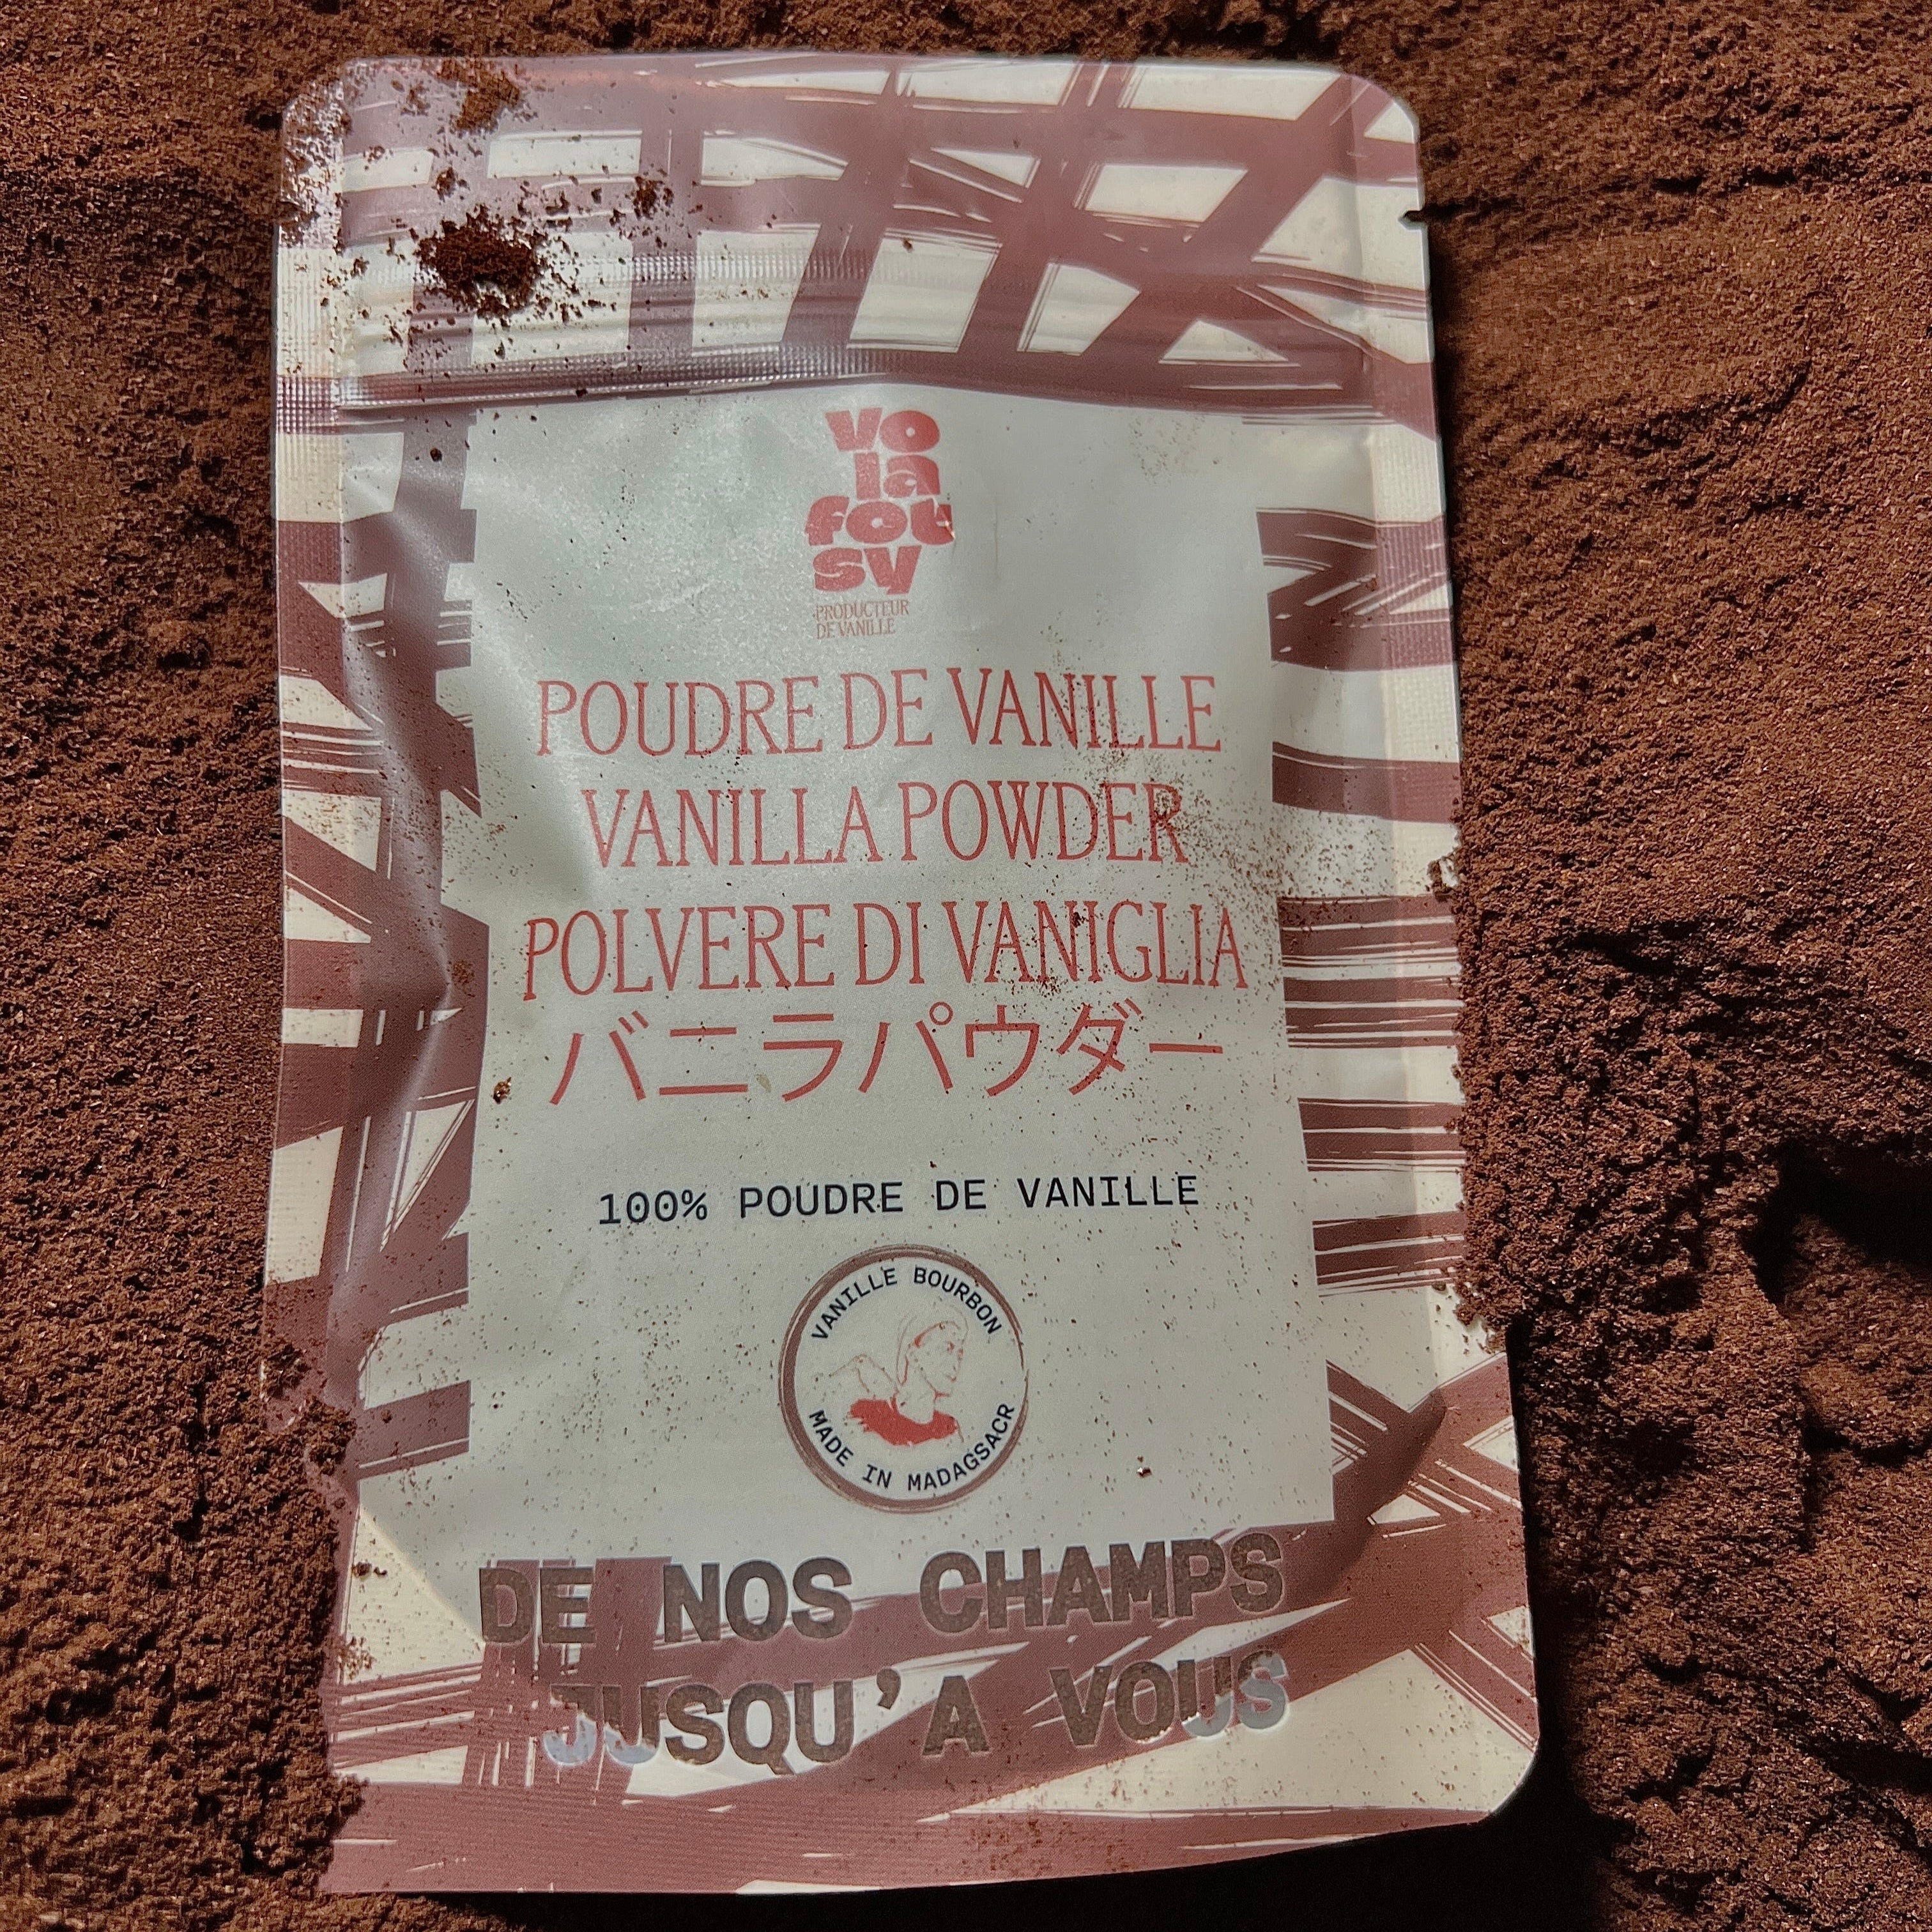 vo
la
fou
sy
PRODUCTEUR
DE VANILLE
POUDRE DE VANILLE
VANILLA POWDER
POLVERE DI VANIGLIA
バニラパウダー
100% POUDRE DE VANILLE
VANILLE BOURBON
MADE IN MADAGSACR
DE NOS CHAMPS
JUSQU'A VOUS